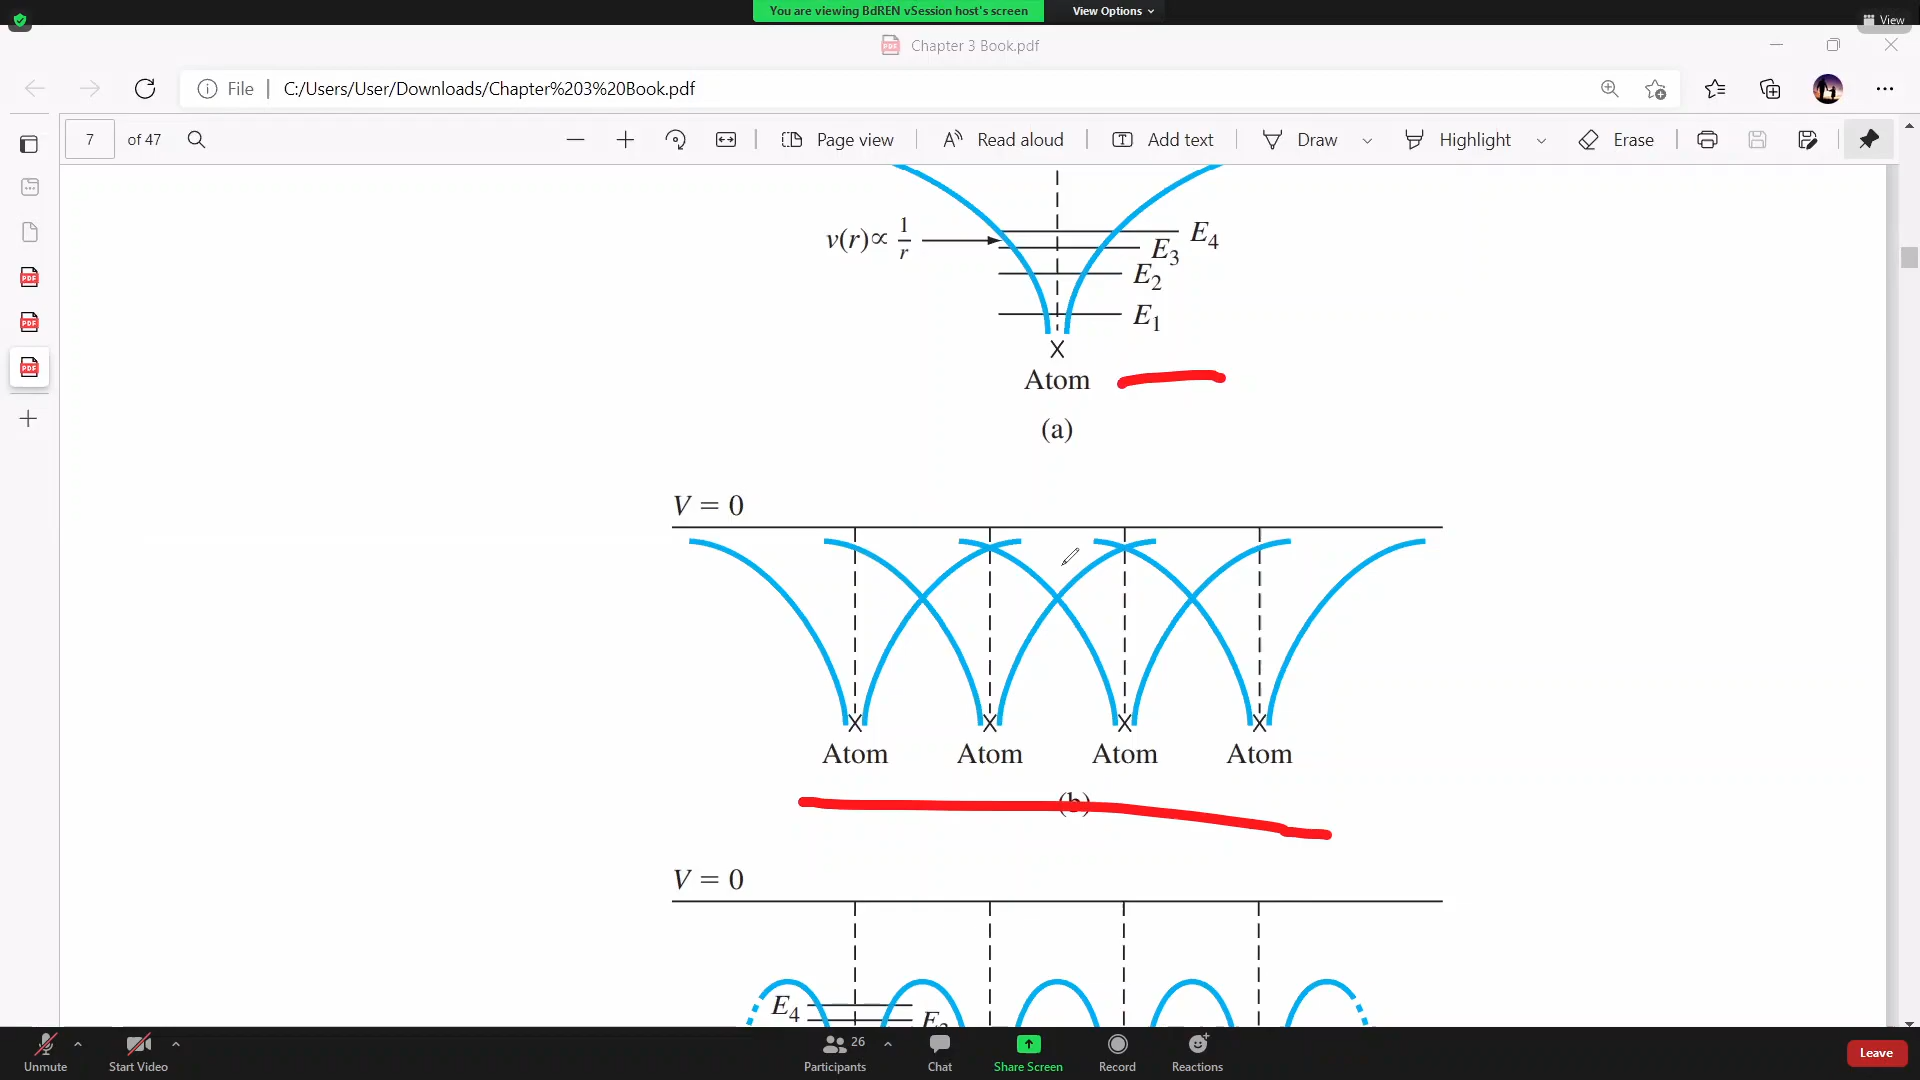 You are viewing BdREN vSession host's screen
View Options
View
Chapter 3 Book.pdf
File | C:/Users/User/Downloads/Chapter%203%20Book.pdf
7 of 47
Page view
Read aloud
Add text
Draw
Highlight
Erase
v(r)∝ 1/r
E4
E3
E2
E1
Atom
(a)
V = 0
Atom Atom Atom Atom
(b)
V = 0
E4
Unmute
Start Video
26
Participants
Chat
Share Screen
Record
Reactions
Leave